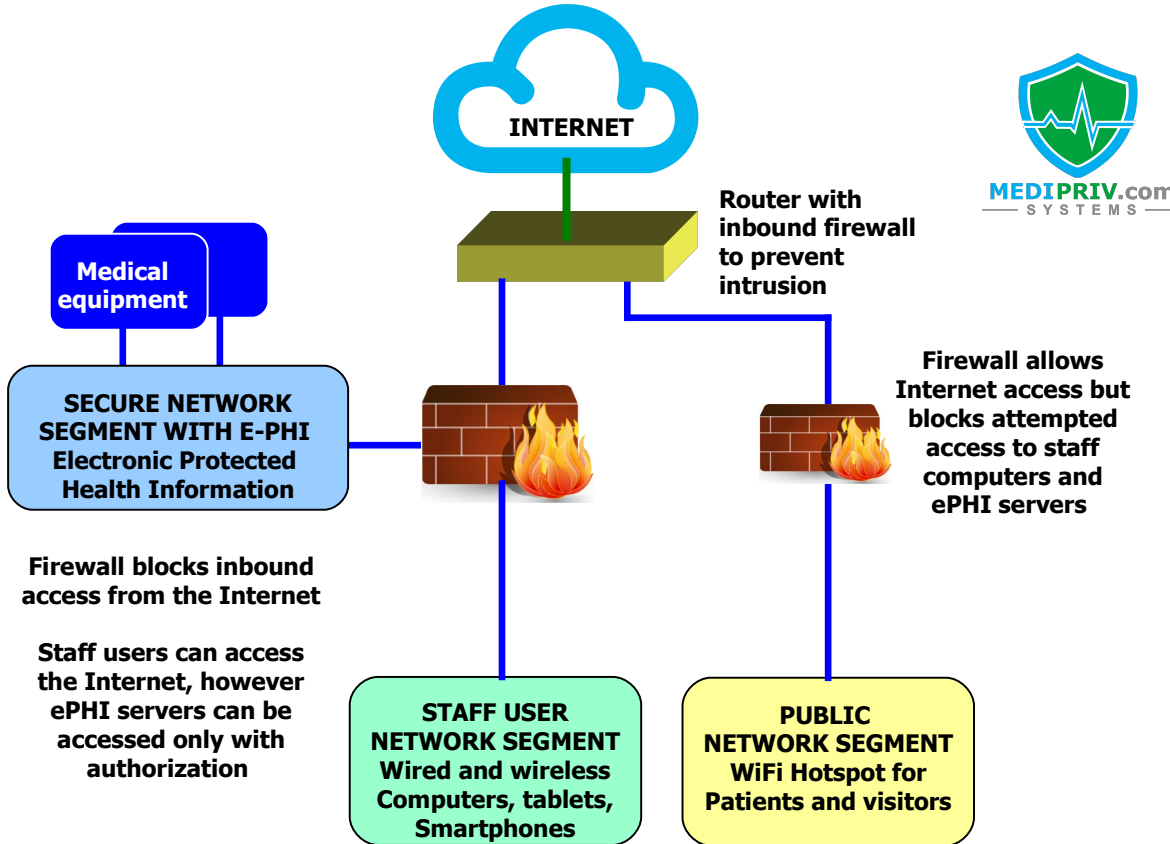 INTERNET
MEDIPRIV.com
SYSTEMS
Router with
inbound firewall
to prevent
intrusion
Medical
equipment
SECURE NETWORK
SEGMENT WITH E-PHI
Electronic Protected
Health Information
Firewall allows
Internet access but
blocks attempted
access to staff
computers and
ePHI servers
Firewall blocks inbound
access from the Internet
Staff users can access
the Internet, however
ePHI servers can be
accessed only with
authorization
STAFF USER
NETWORK SEGMENT
Wired and wireless
Computers, tablets,
Smartphones
PUBLIC
NETWORK SEGMENT
WiFi Hotspot for
Patients and visitors